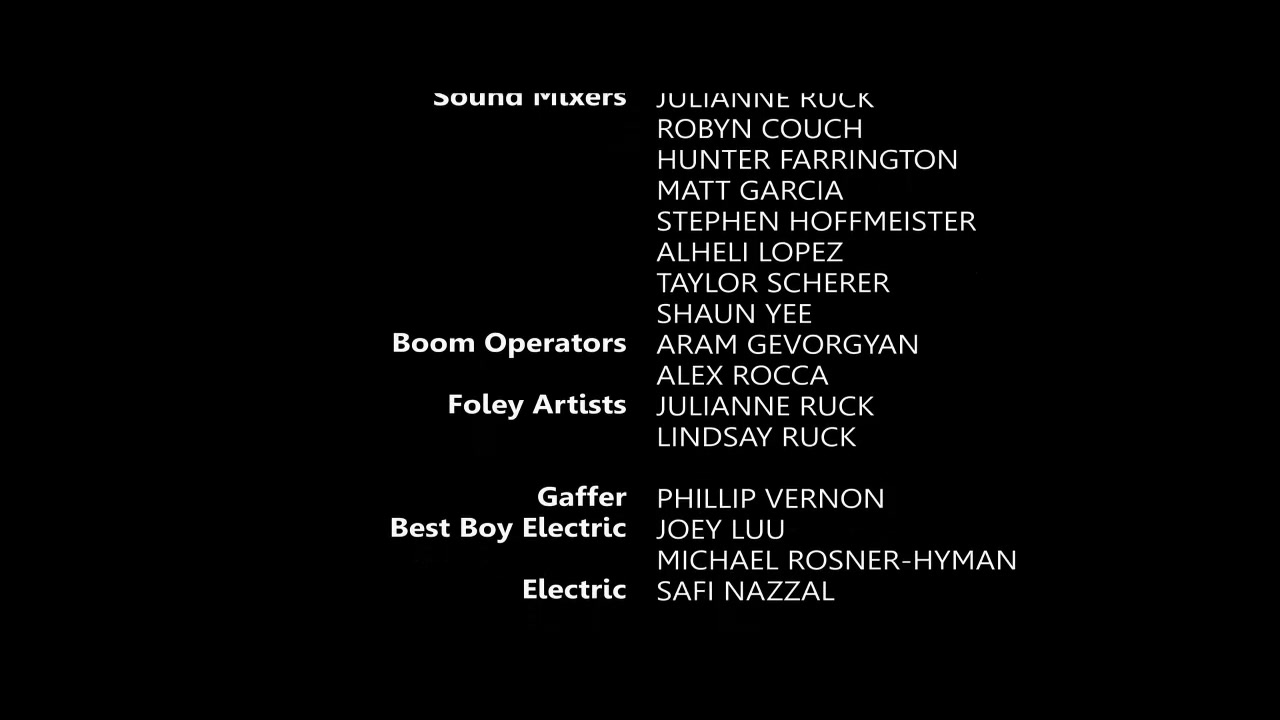 Sound Mixers JULIANNE RUCK
ROBYN COUCH
HUNTER FARRINGTON
MATT GARCIA
STEPHEN HOFFMEISTER
ALHELI LOPEZ
TAYLOR SCHERER
SHAUN YEE
Boom Operators ARAM GEVORGYAN
ALEX ROCCA
Foley Artists JULIANNE RUCK
LINDSAY RUCK
Gaffer PHILLIP VERNON
Best Boy Electric JOEY LUU
MICHAEL ROSNER-HYMAN
Electric SAFI NAZZAL